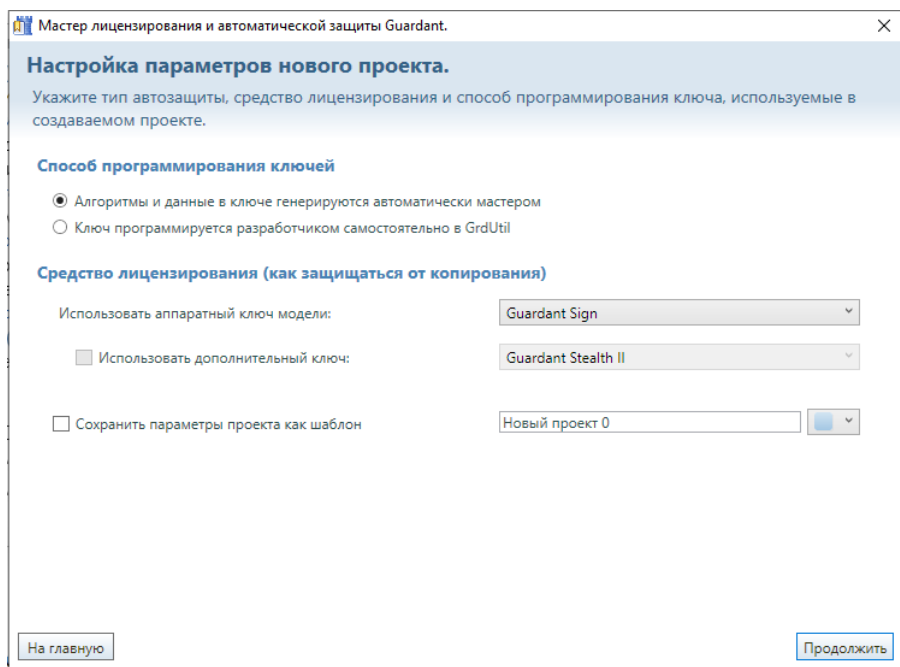 Мастер лицензирования и автоматической защиты Guardant.
Настройка параметров нового проекта.
Укажите тип автозащиты, средство лицензирования и способ программирования ключа, используемые в
создаваемом проекте.
Способ программирования ключей
Алгоритмы и данные в ключе генерируются автоматически мастером
Ключ программируется разработчиком самостоятельно в GrdUtil
Средство лицензирования (как защищаться от копирования)
Использовать аппаратный ключ модели: Guardant Sign
Использовать дополнительный ключ: Guardant Stealth II
Сохранить параметры проекта как шаблон Новый проект 0
На главную Продолжить